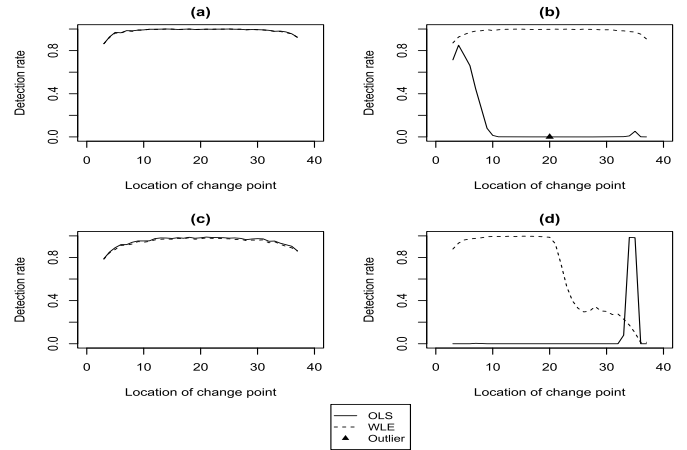 (a)
Detection rate
0.0 0.4 0.8
0 10 20 30 40
Location of change point
(b)
Detection rate
0.0 0.4 0.8
0 10 20 30 40
Location of change point
(c)
Detection rate
0.0 0.4 0.8
0 10 20 30 40
Location of change point
(d)
Detection rate
0.0 0.4 0.8
0 10 20 30 40
Location of change point
OLS
WLE
Outlier